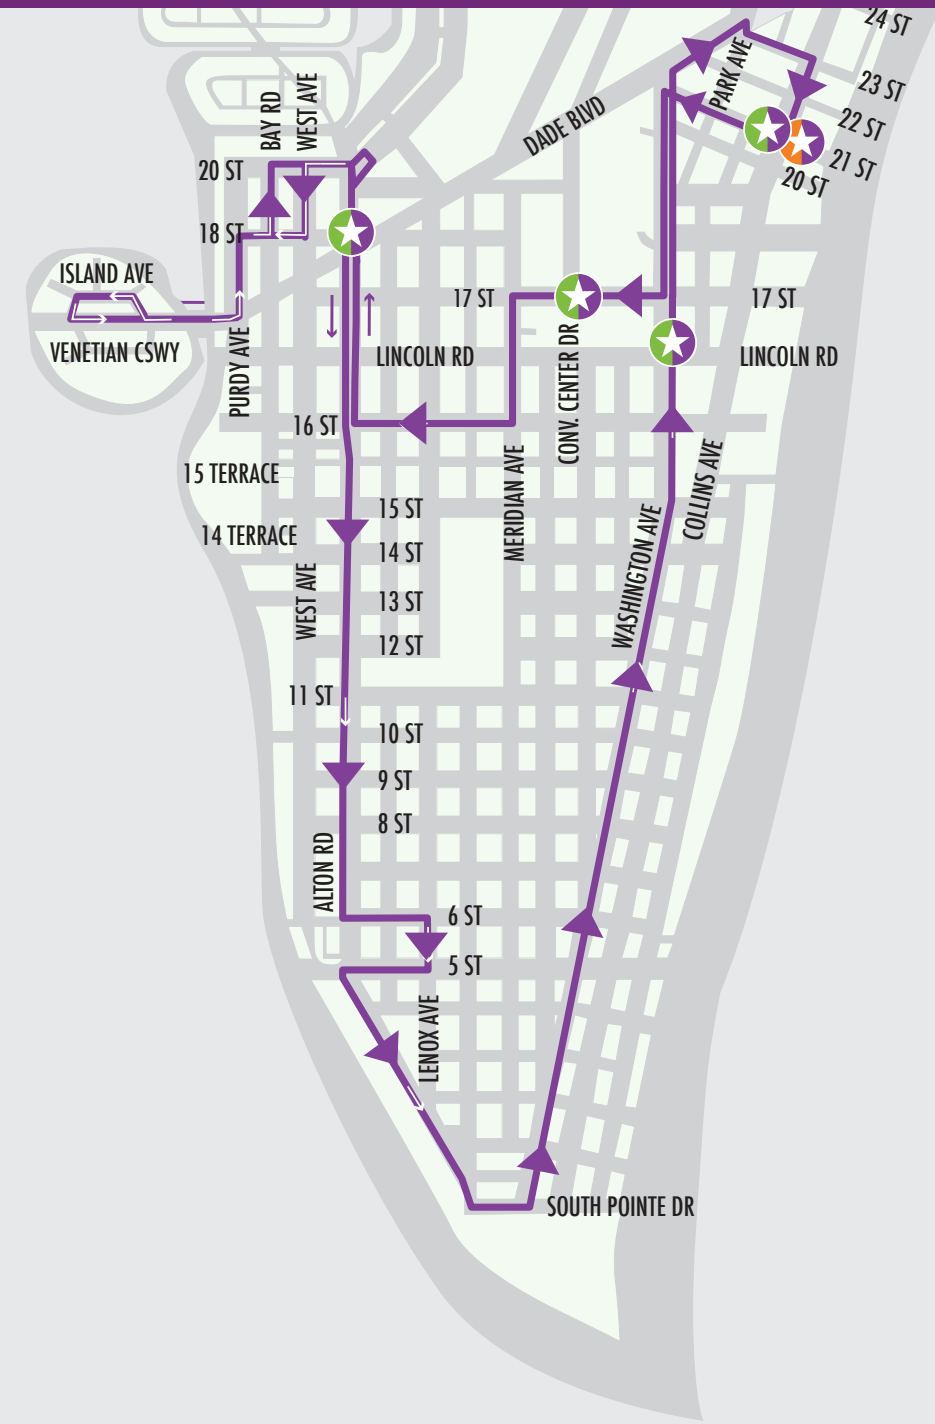 24 ST
PARK AVE
23 ST
BAY RD
WEST AVE
DADE BLVD
22 ST
21 ST
20 ST
20 ST
18 ST
ISLAND AVE
17 ST
17 ST
VENETIAN CSWY
PURDY AVE
LINCOLN RD
CONV. CENTER DR
LINCOLN RD
16 ST
15 TERRACE
MERIDIAN AVE
COLLINS AVE
15 ST
14 TERRACE
14 ST
WASHINGTON AVE
WEST AVE
13 ST
12 ST
11 ST
10 ST
9 ST
8 ST
ALTON RD
6 ST
5 ST
LENOX AVE
SOUTH POINTE DR